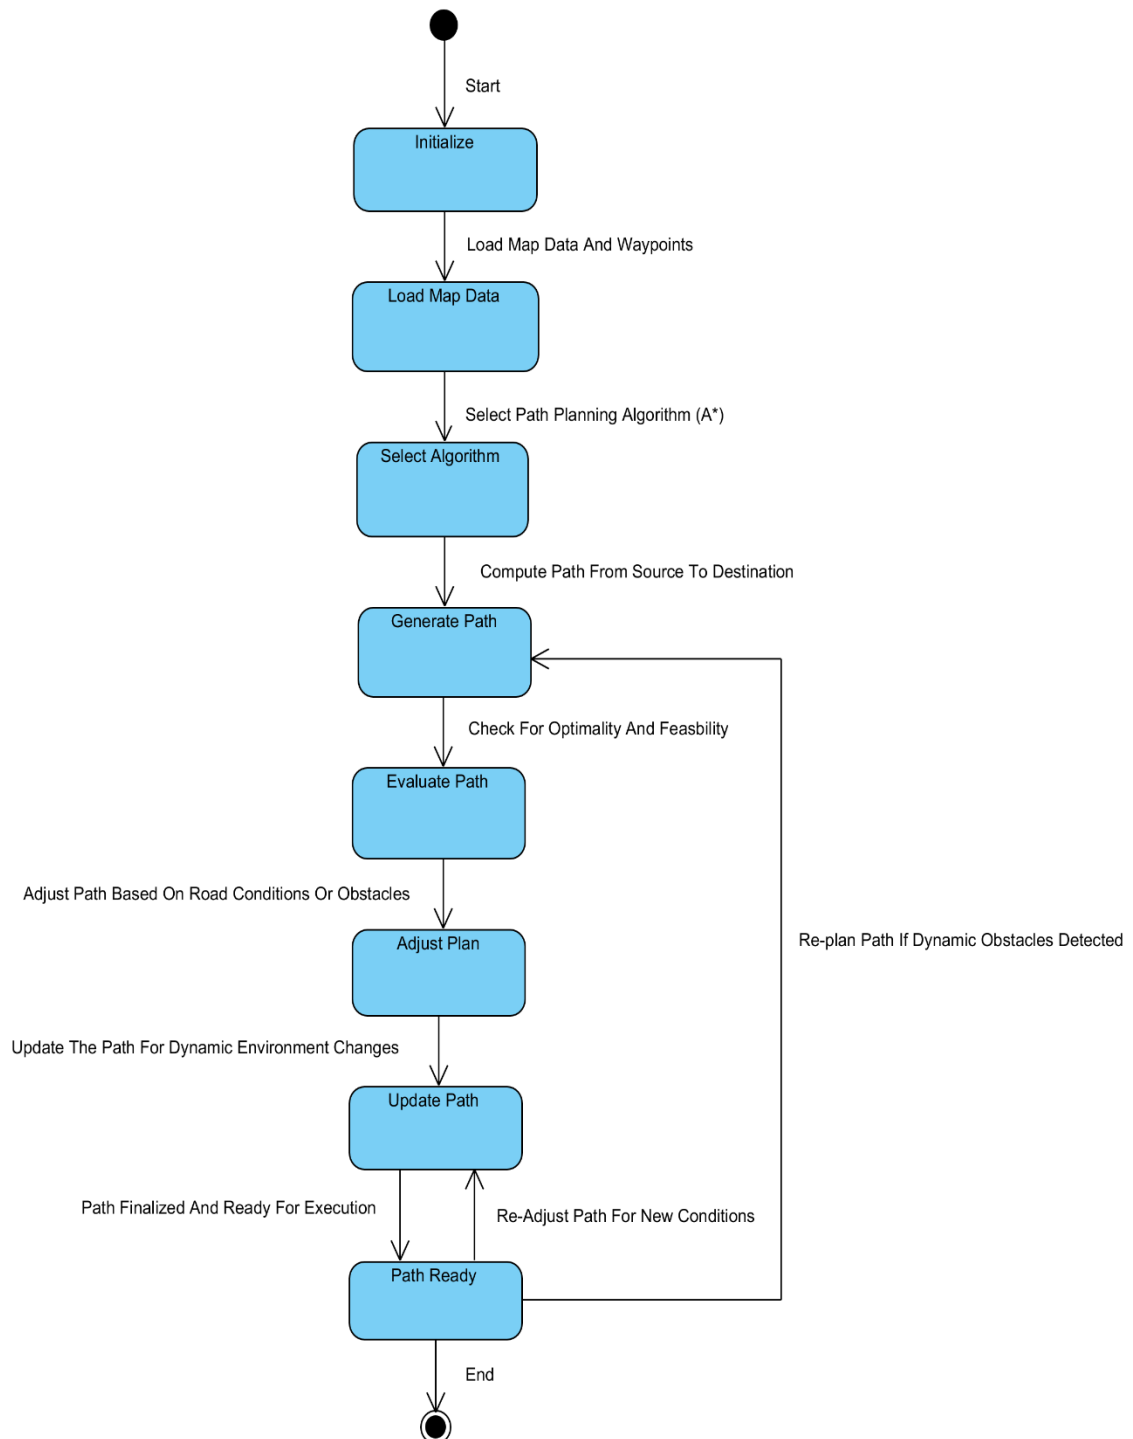 Start
Initialize
Load Map Data And Waypoints
Load Map Data
Select Path Planning Algorithm (A*)
Select Algorithm
Compute Path From Source To Destination
Generate Path
Check For Optimality And Feasbility
Evaluate Path
Adjust Path Based On Road Conditions Or Obstacles
Adjust Plan
Re-plan Path If Dynamic Obstacles Detected
Update The Path For Dynamic Environment Changes
Update Path
Path Finalized And Ready For Execution
Re-Adjust Path For New Conditions
Path Ready
End